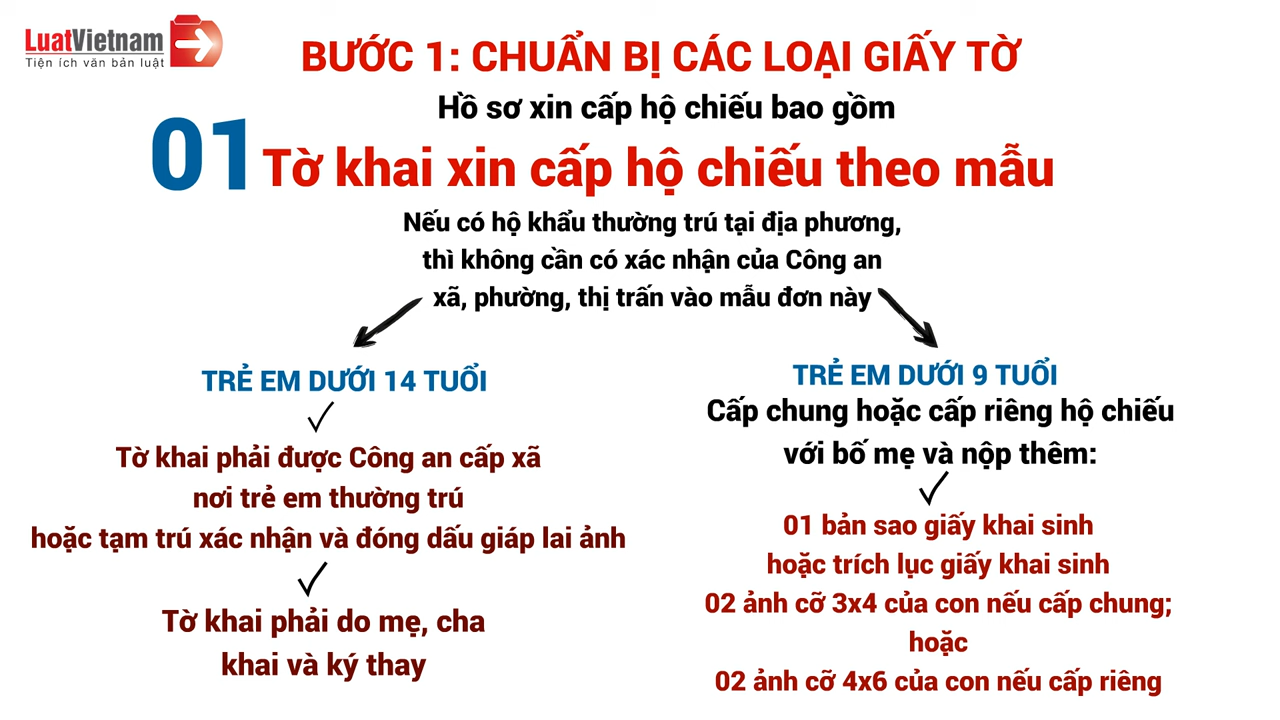 LuatVietnam
Tiện ích văn bản luật
BƯỚC 1: CHUẨN BỊ CÁC LOẠI GIẤY TỜ
Hồ sơ xin cấp hộ chiếu bao gồm
01 Tờ khai xin cấp hộ chiếu theo mẫu
Nếu có hộ khẩu thường trú tại địa phương,
thì không cần có xác nhận của Công an
xã, phường, thị trấn vào mẫu đơn này
TRẺ EM DƯỚI 14 TUỔI
Tờ khai phải được Công an cấp xã
nơi trẻ em thường trú
hoặc tạm trú xác nhận và đóng dấu giáp lai ảnh
Tờ khai phải do mẹ, cha
khai và ký thay
TRẺ EM DƯỚI 9 TUỔI
Cấp chung hoặc cấp riêng hộ chiếu
với bố mẹ và nộp thêm:
01 bản sao giấy khai sinh
hoặc trích lục giấy khai sinh
02 ảnh cỡ 3x4 của con nếu cấp chung;
hoặc
02 ảnh cỡ 4x6 của con nếu cấp riêng